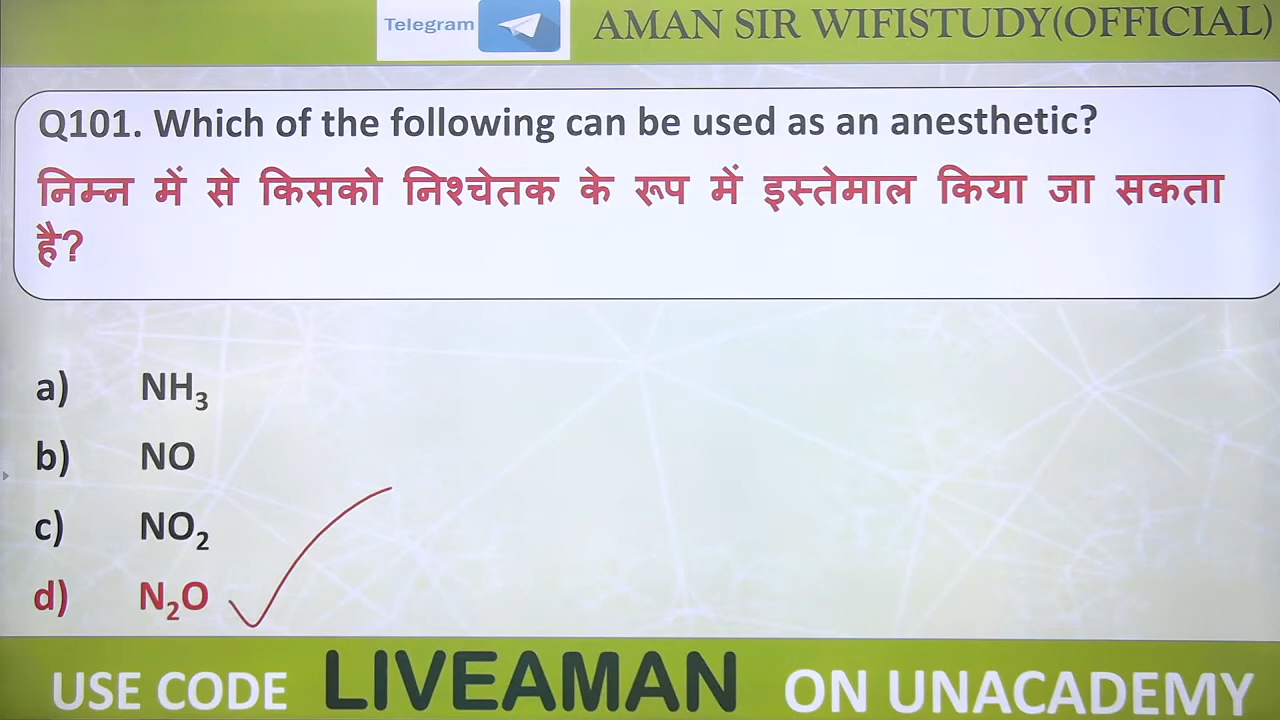 Telegram
AMAN SIR WIFISTUDY(OFFICIAL)
Q101. Which of the following can be used as an anesthetic?
निम्न में से किसको निश्चेतक के रूप में इस्तेमाल किया जा सकता
है?
a) NH₃
b) NO
c) NO₂
d) N₂O
USE CODE LIVEAMAN ON UNACADEMY